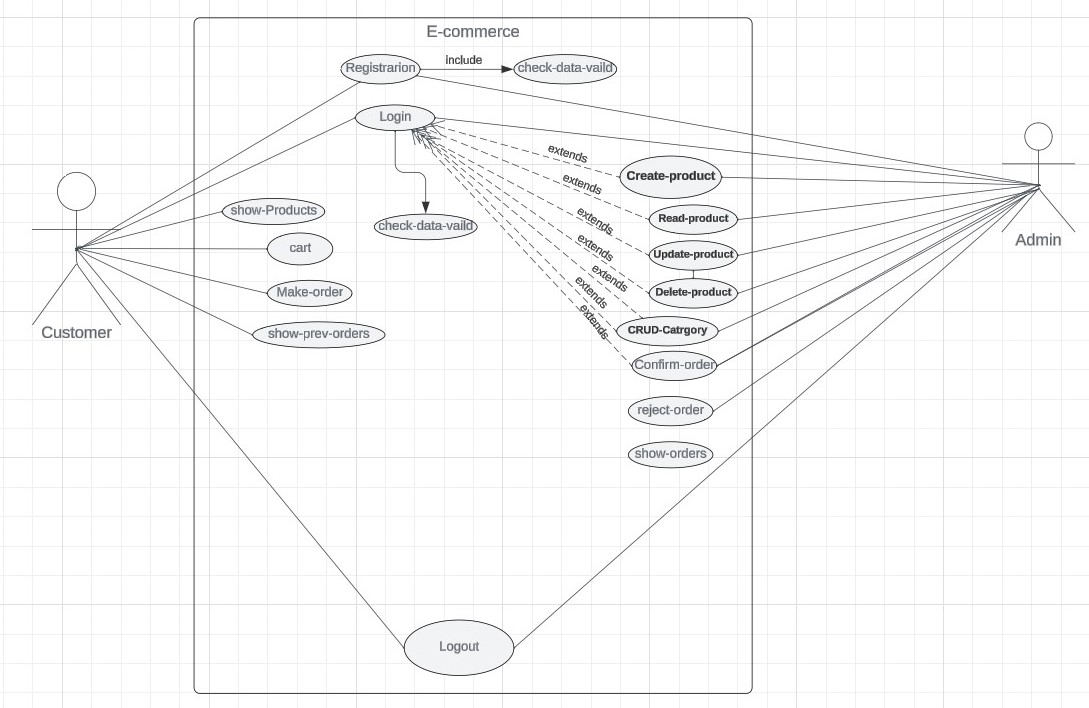 E-commerce
Registrarion
include
check-data-vaild
Login
extends
Create-product
extends
Read-product
show-Products
extends
check-data-vaild
cart
extends
Update-product
Admin
extends
Make-order
extends
Delete-product
extends
show-prev-orders
CRUD-Catrgory
Customer
Confirm-order
reject-order
show-orders
Logout